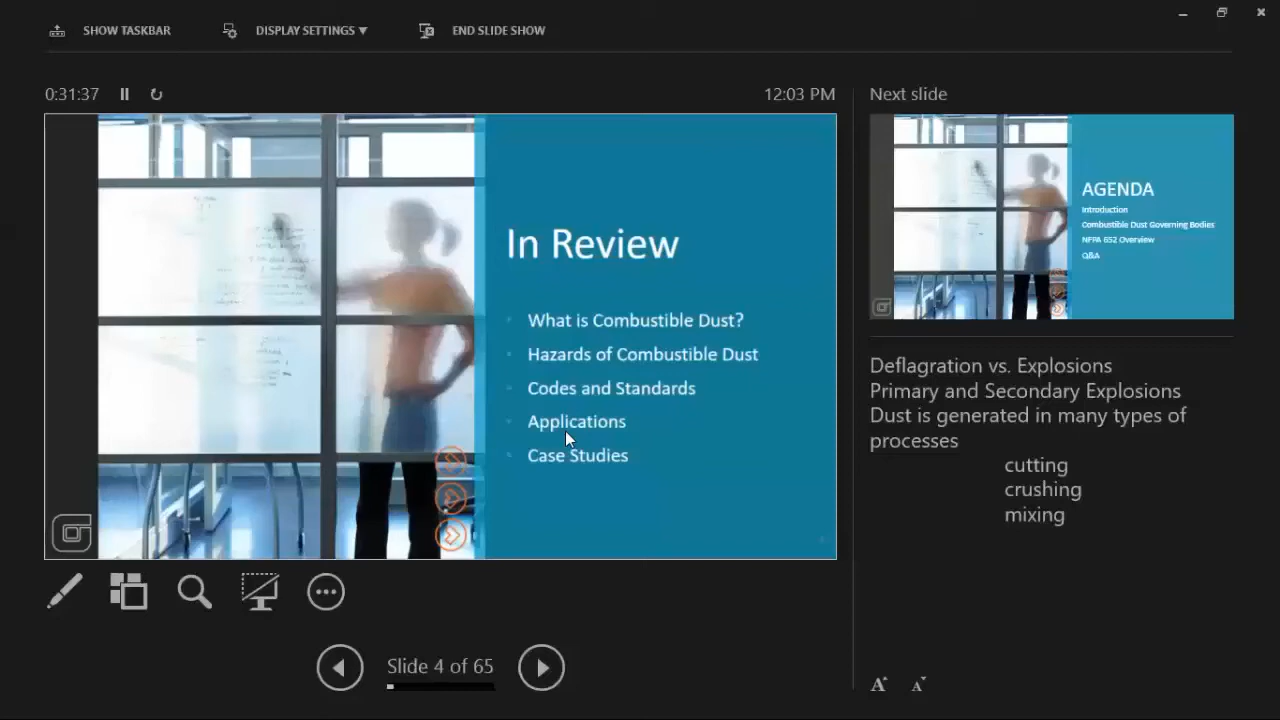 SHOW TASKBAR
DISPLAY SETTINGS ▼
END SLIDE SHOW
0:31:37
12:03 PM
In Review
What is Combustible Dust?
Hazards of Combustible Dust
Codes and Standards
Applications
Case Studies
Slide 4 of 65
Next slide
AGENDA
Introduction
Combustible Dust Governing Bodies
NFPA 652 Overview
Q&A
Deflagration vs. Explosions
Primary and Secondary Explosions
Dust is generated in many types of
processes
cutting
crushing
mixing
A
A